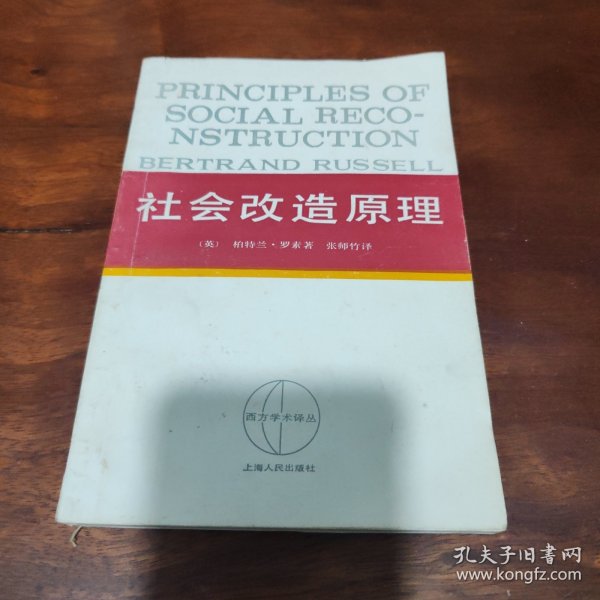 PRINCIPLES OF
SOCIAL RECO-
NSTRUCTION
BERTRAND RUSSELL
社会改造原理
〔英〕 柏特兰·罗素著 张师竹译
西方学术译丛
上海人民出版社
孔夫子旧书网
www.kongfz.com